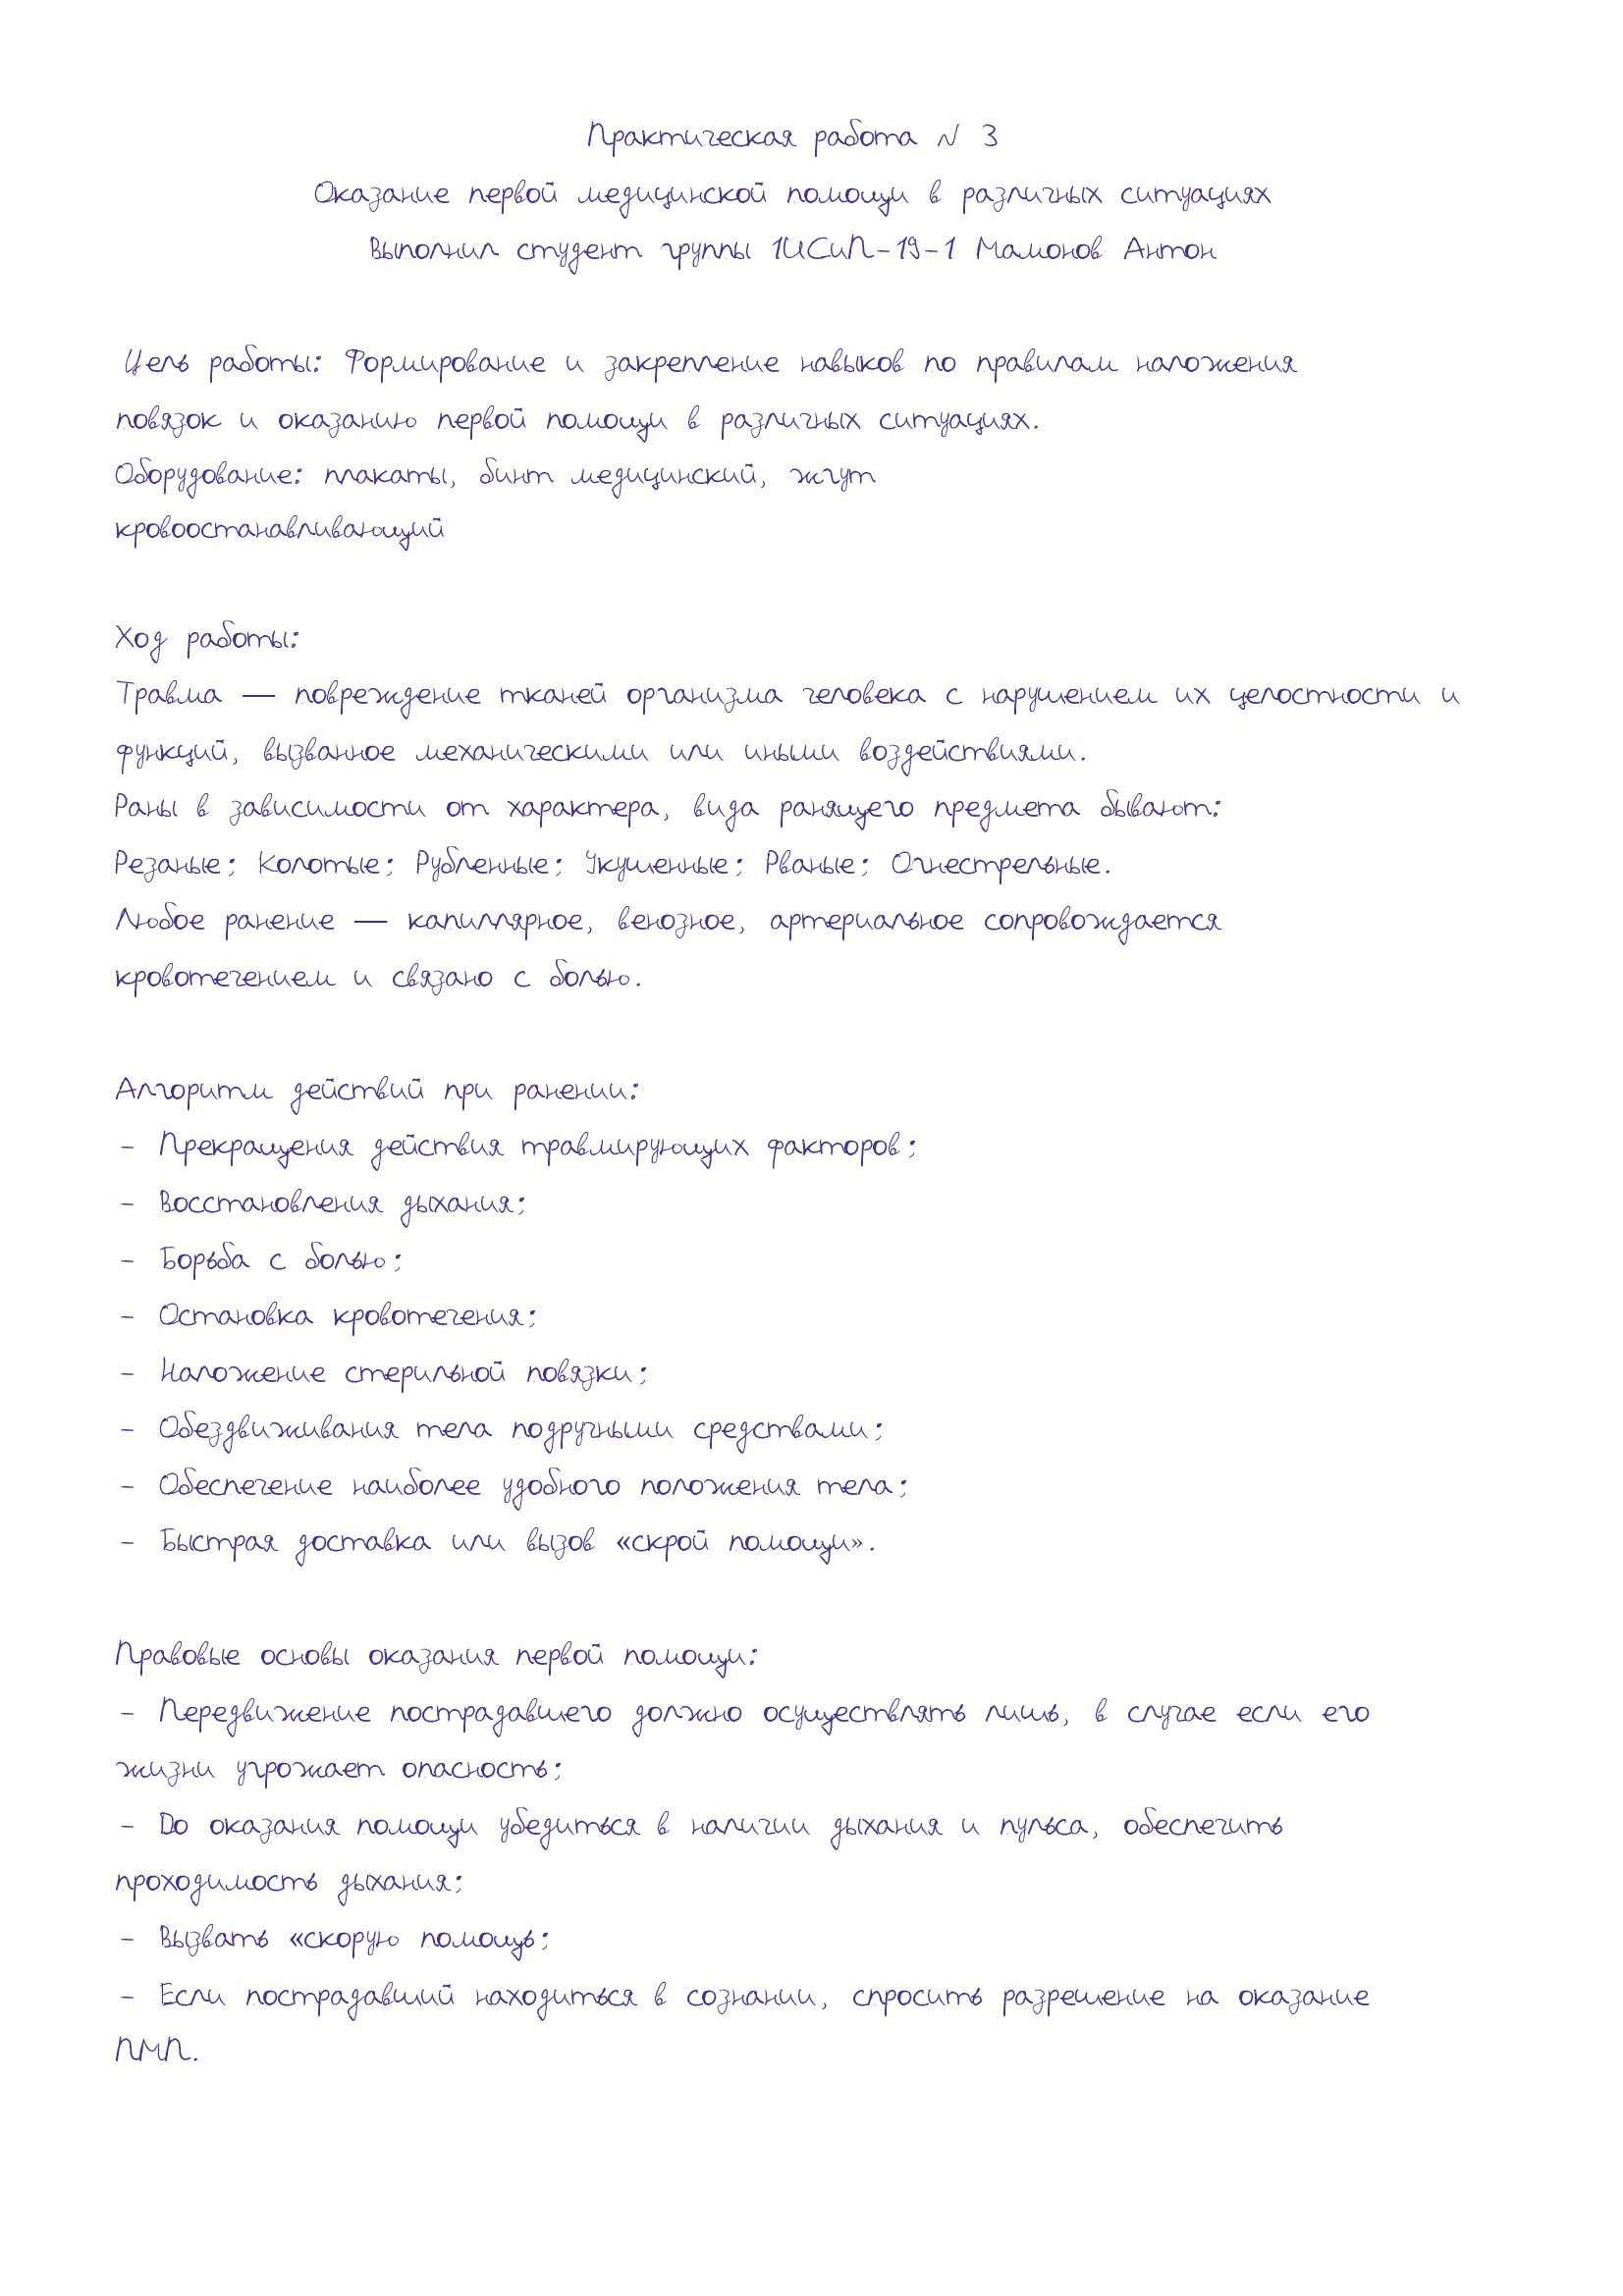 Практическая работа N 3
Оказание первой медицинской помощи в различных ситуациях
Выполнил студент группы 1ИСиП-19-1 Мамонов Антон
Цель работы: Формирование и закрепление навыков по правилам наложения
повязок и оказанию первой помощи в различных ситуациях.
Оборудование: плакаты, бинт медицинский, жгут
кровоостанавливающий
Ход работы:
Травма — повреждение тканей организма человека с нарушением их целостности и
функций, вызванное механическими или иными воздействиями.
Раны в зависимости от характера, вида ранящего предмета бывают:
Резаные; Колотые; Рубленные; Укушенные; Рваные; Огнестрельные.
Любое ранение — капиллярное, венозное, артериальное сопровождается
кровотечением и связано с болью.
Алгоритм действий при ранении:
- Прекращения действия травмирующих факторов;
- Восстановления дыхания;
- Борьба с болью;
- Остановка кровотечения;
- Наложение стерильной повязки;
- Обездвиживания тела подручными средствами;
- Обеспечение наиболее удобного положения тела;
- Быстрая доставка или вызов «скрой помощи».
Правовые основы оказания первой помощи:
- Передвижение пострадавшего должно осуществлять лишь, в случае если его
жизни угрожает опасность;
- До оказания помощи убедиться в наличии дыхания и пульса, обеспечить
проходимость дыхания;
- Вызвать «скорую помощь;
- Если пострадавший находиться в сознании, спросить разрешение на оказание
ПМП.